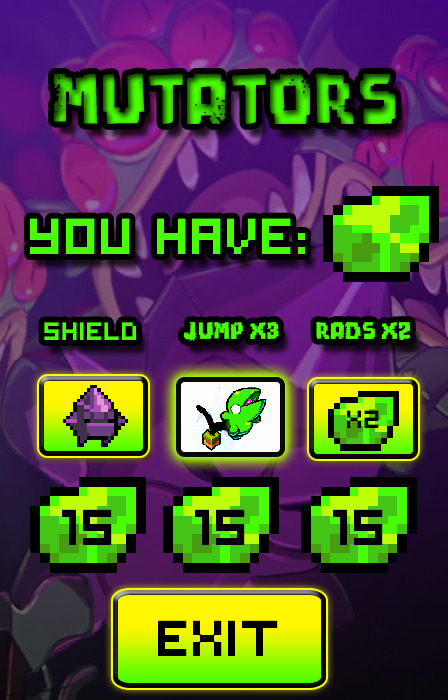 MUTATORS
YOU HAVE:
SHIELD JUMP X3 RADS X2
X2
15 15 15
EXIT